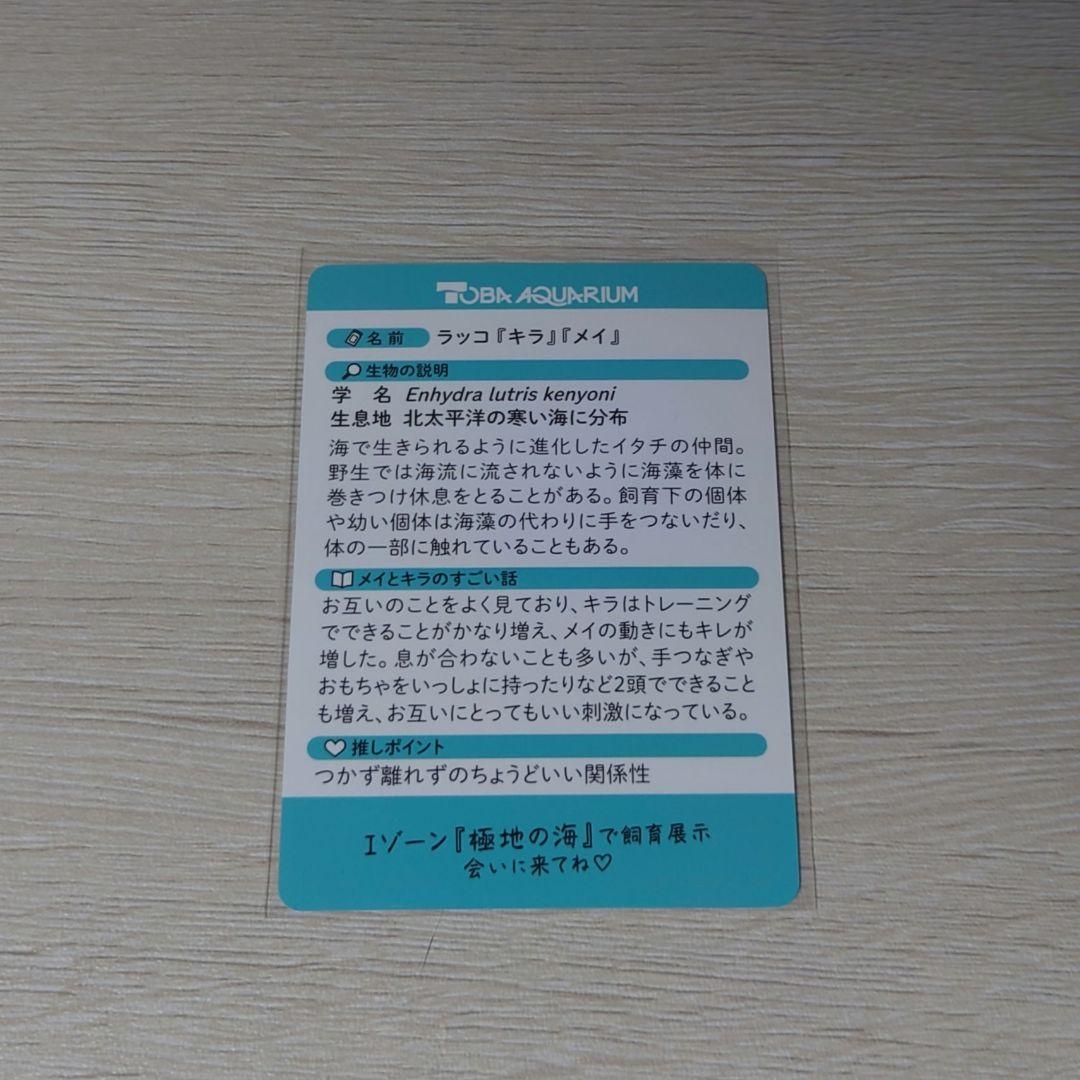 TOBA AQUARIUM
名前 ラッコ『キラ』『メイ』
生物の説明
学 名 Enhydra lutris kenyoni
生息地 北太平洋の寒い海に分布
海で生きられるように進化したイタチの仲間。
野生では海流に流されないように海藻を体に
巻きつけ休息をとることがある。飼育下の個体
や幼い個体は海藻の代わりに手をつないだり、
体の一部に触れていることもある。
メイとキラのすごい話
お互いのことをよく見ており、キラはトレーニング
でできることがかなり増え、メイの動きにもキレが
増した。息が合わないことも多いが、手つなぎや
おもちゃをいっしょに持ったりなど2頭でできること
も増え、お互いにとってもいい刺激になっている。
推しポイント
つかず離れずのちょうどいい関係性
Iゾーン『極地の海』で飼育展示
会いに来てね♡